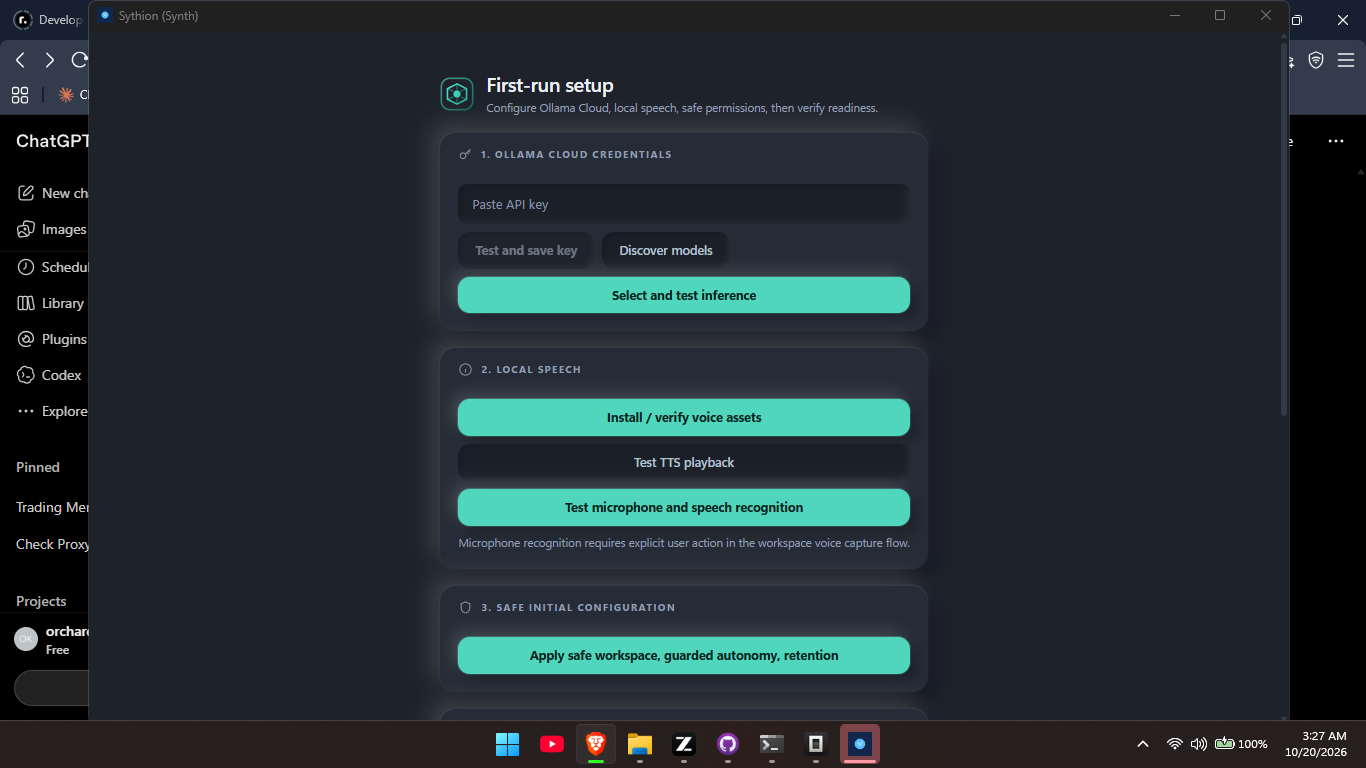 Develop
Sythion (Synth)
ChatGPT
New ch
Images
Schedul
Library
Plugins
Codex
Explore
Pinned
Trading Mer
Check Proxy
Projects
OK
orchard
Free
First-run setup
Configure Ollama Cloud, local speech, safe permissions, then verify readiness.
1. OLLAMA CLOUD CREDENTIALS
Paste API key
Test and save key
Discover models
Select and test inference
2. LOCAL SPEECH
Install / verify voice assets
Test TTS playback
Test microphone and speech recognition
Microphone recognition requires explicit user action in the workspace voice capture flow.
3. SAFE INITIAL CONFIGURATION
Apply safe workspace, guarded autonomy, retention
100%
3:27 AM
10/20/2026